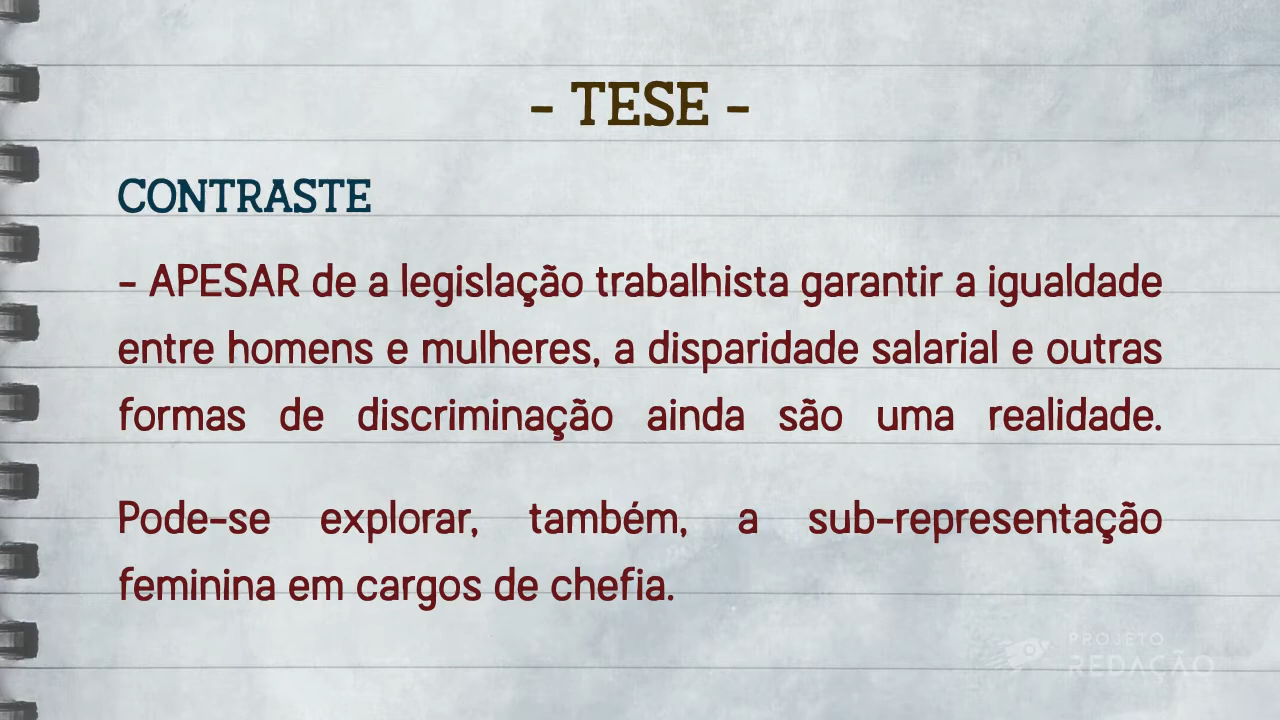 - TESE -
CONTRASTE
- APESAR de a legislação trabalhista garantir a igualdade
entre homens e mulheres, a disparidade salarial e outras
formas de discriminação ainda são uma realidade.
Pode-se explorar, também, a sub-representação
feminina em cargos de chefia.
PROJETO
REDAÇÃO